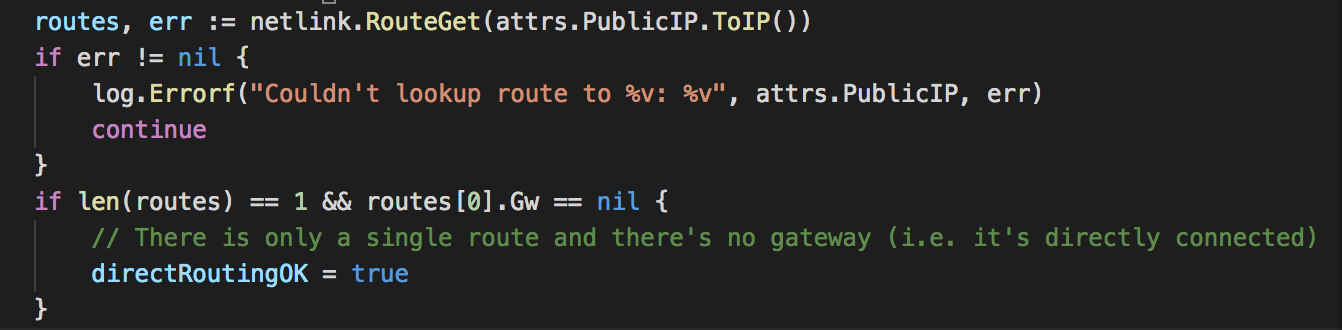 routes, err := netlink.RouteGet(attrs.PublicIP.ToIP())
if err != nil {
    log.Errorf("Couldn't lookup route to %v: %v", attrs.PublicIP, err)
    continue
}
if len(routes) == 1 && routes[0].Gw == nil {
    // There is only a single route and there's no gateway (i.e. it's directly connected)
    directRoutingOK = true
}